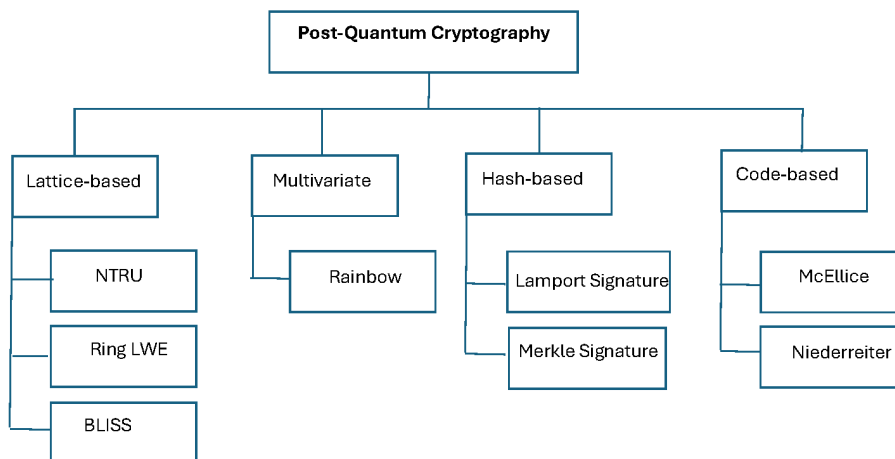 Post-Quantum Cryptography
Lattice-based
Multivariate
Hash-based
Code-based
NTRU
Rainbow
Lamport Signature
McEllice
Ring LWE
Merkle Signature
Niederreiter
BLISS